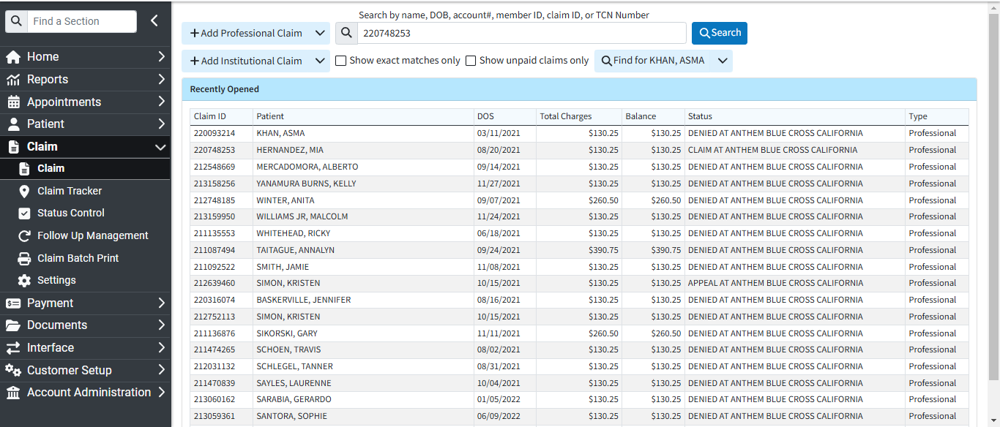 Find a Section
Home
Reports
Appointments
Patient
Claim
Claim
Claim Tracker
Status Control
Follow Up Management
Claim Batch Print
Settings
Payment
Documents
Interface
Customer Setup
Account Administration
Search by name, DOB, account#, member ID, claim ID, or TCN Number
+ Add Professional Claim 220748253 Search
+ Add Institutional Claim Show exact matches only Show unpaid claims only Find for KHAN, ASMA
Recently Opened
Claim ID Patient DOS Total Charges Balance Status Type
220093214 KHAN, ASMA 03/11/2021 $130.25 $130.25 DENIED AT ANTHEM BLUE CROSS CALIFORNIA Professional
220748253 HERNANDEZ, MIA 08/20/2021 $130.25 $130.25 CLAIM AT ANTHEM BLUE CROSS CALIFORNIA Professional
212548669 MERCADOMORA, ALBERTO 09/14/2021 $130.25 $130.25 DENIED AT ANTHEM BLUE CROSS CALIFORNIA Professional
213158256 YANAMURA BURNS, KELLY 11/27/2021 $130.25 $130.25 DENIED AT ANTHEM BLUE CROSS CALIFORNIA Professional
212748185 WINTER, ANITA 09/07/2021 $260.50 $260.50 DENIED AT ANTHEM BLUE CROSS CALIFORNIA Professional
213159950 WILLIAMS JR, MALCOLM 11/24/2021 $130.25 $130.25 DENIED AT ANTHEM BLUE CROSS CALIFORNIA Professional
211135553 WHITEHEAD, RICKY 06/18/2021 $130.25 $130.25 DENIED AT ANTHEM BLUE CROSS CALIFORNIA Professional
211087494 TAITAGUE, ANNALYN 09/24/2021 $390.75 $390.75 DENIED AT ANTHEM BLUE CROSS CALIFORNIA Professional
211092522 SMITH, JAMIE 11/08/2021 $130.25 $130.25 DENIED AT ANTHEM BLUE CROSS CALIFORNIA Professional
212639460 SIMON, KRISTEN 10/15/2021 $130.25 $130.25 APPEAL AT ANTHEM BLUE CROSS CALIFORNIA Professional
220316074 BASKERVILLE, JENNIFER 08/16/2021 $130.25 $130.25 DENIED AT ANTHEM BLUE CROSS CALIFORNIA Professional
212752113 SIMON, KRISTEN 10/15/2021 $130.25 $130.25 DENIED AT ANTHEM BLUE CROSS CALIFORNIA Professional
211136876 SIKORSKI, GARY 11/11/2021 $260.50 $260.50 DENIED AT ANTHEM BLUE CROSS CALIFORNIA Professional
211474265 SCHOEN, TRAVIS 08/02/2021 $130.25 $130.25 DENIED AT ANTHEM BLUE CROSS CALIFORNIA Professional
212031132 SCHLEGEL, TANNER 08/31/2021 $130.25 $130.25 DENIED AT ANTHEM BLUE CROSS CALIFORNIA Professional
211470839 SAYLES, LAURENNE 10/04/2021 $130.25 $130.25 DENIED AT ANTHEM BLUE CROSS CALIFORNIA Professional
213060162 SARABIA, GERARDO 01/05/2022 $130.25 $130.25 DENIED AT ANTHEM BLUE CROSS CALIFORNIA Professional
213059361 SANTORA, SOPHIE 06/09/2022 $130.25 $130.25 DENIED AT ANTHEM BLUE CROSS CALIFORNIA Professional